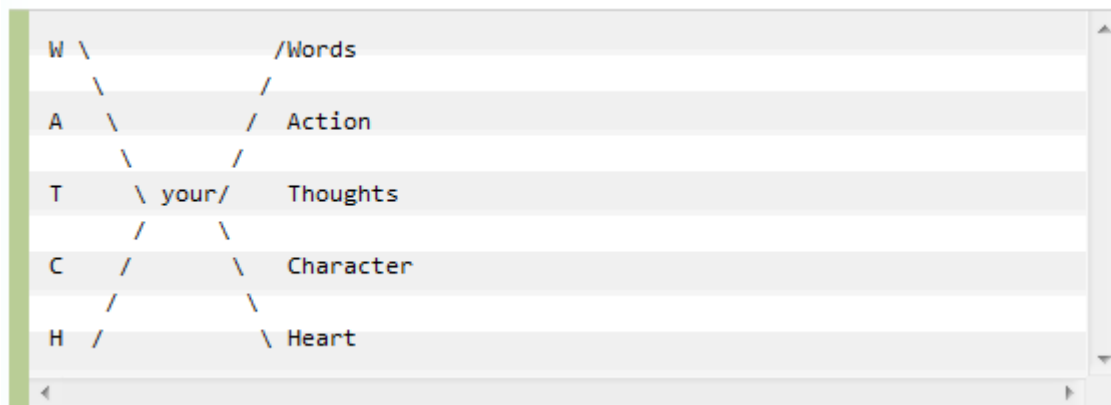 W \             /Words
   \           /
A   \         /  Action
     \       /
T     \ your/    Thoughts
      /     \
C    /       \   Character
    /         \
H  /           \ Heart